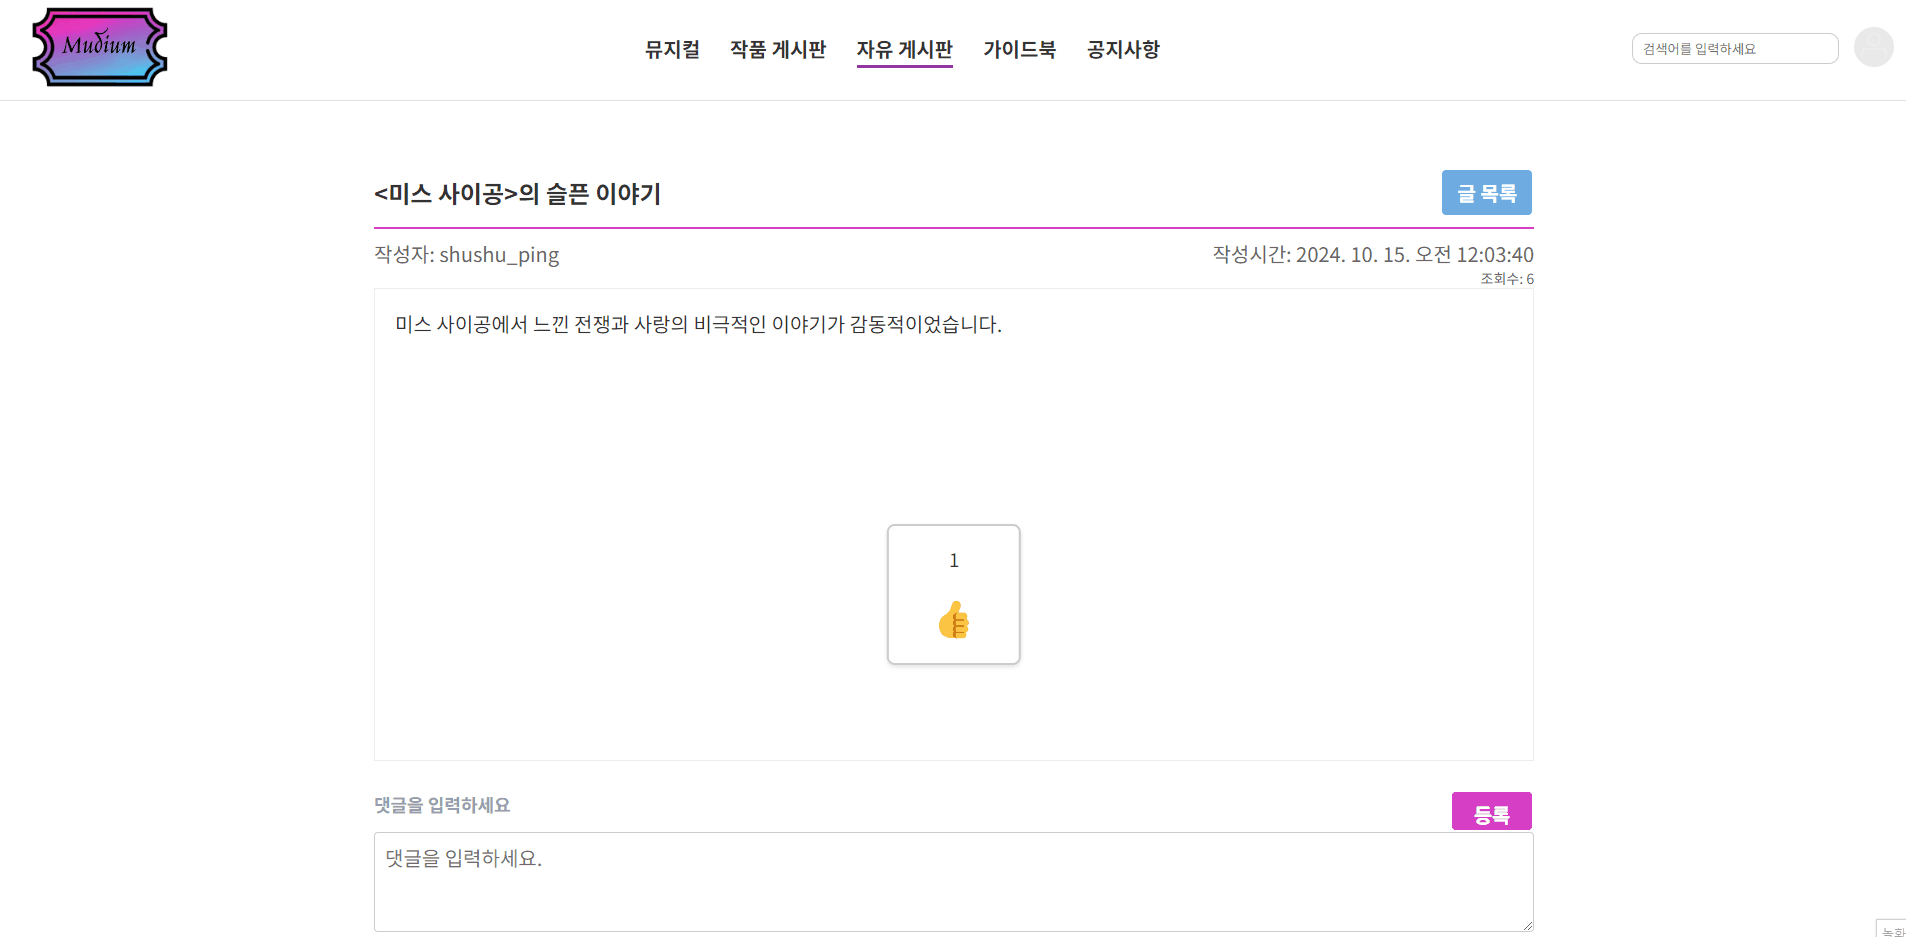 Mudium
뮤지컬 작품 게시판 자유 게시판 가이드북 공지사항
검색어를 입력하세요
<미스 사이공>의 슬픈 이야기
글 목록
작성자: shushu_ping
작성시간: 2024. 10. 15. 오전 12:03:40
조회수: 6
미스 사이공에서 느낀 전쟁과 사랑의 비극적인 이야기가 감동적이었습니다.
1
댓글을 입력하세요
등록
댓글을 입력하세요.
녹화